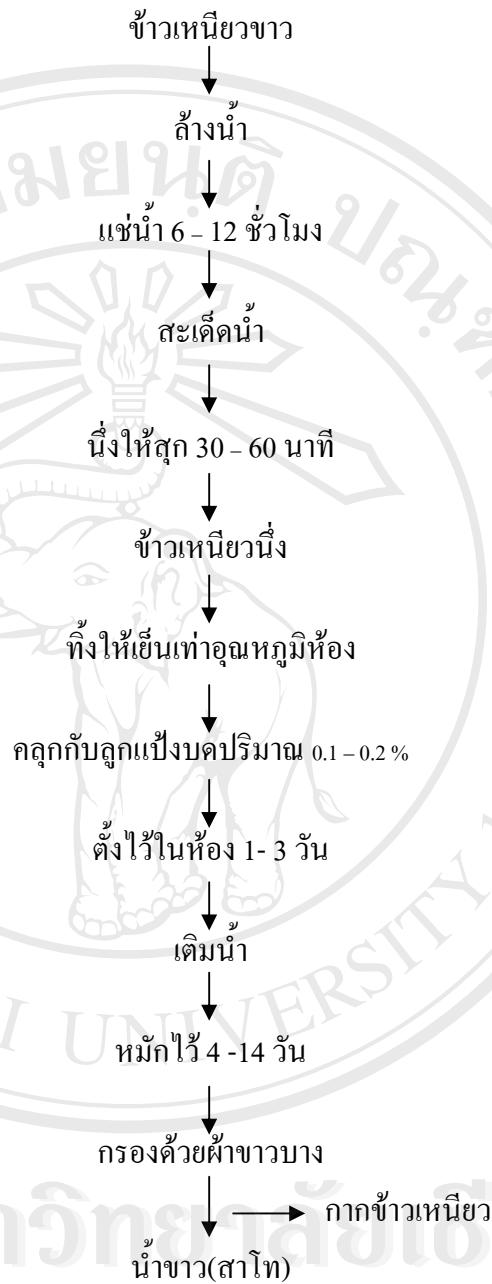 ข้าวเหนียวขาว
ล้างน้ำ
แช่น้ำ 6 – 12 ชั่วโมง
สะเด็ดน้ำ
นึ่งให้สุก 30 – 60 นาที
ข้าวเหนียวนึ่ง
ทิ้งให้เย็นเท่าอุณหภูมิห้อง
คลุกกับลูกแป้งบดปริมาณ 0.1 – 0.2 %
ตั้งไว้ในห้อง 1- 3 วัน
เติมน้ำ
หมักไว้ 4 -14 วัน
กรองด้วยผ้าขาวบาง
กากข้าวเหนียว
น้ำขาว(สาโท)
UNIVERSITY